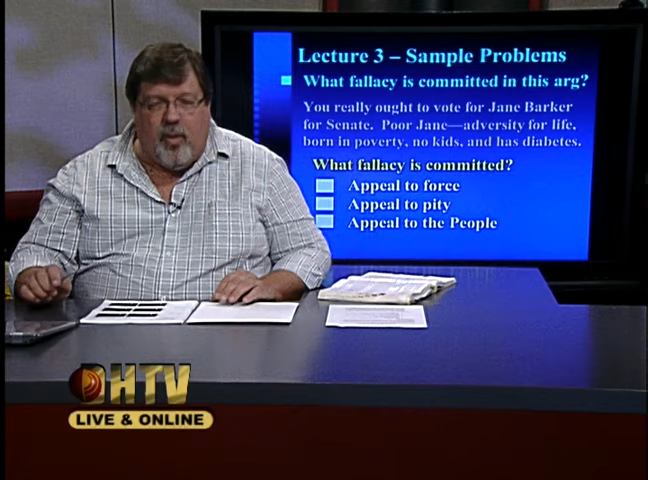 Lecture 3 – Sample Problems
What fallacy is committed in this arg?
You really ought to vote for Jane Barker
for Senate. Poor Jane—adversity for life,
born in poverty, no kids, and has diabetes.
What fallacy is committed?
Appeal to force
Appeal to pity
Appeal to the People
DHTV
LIVE & ONLINE